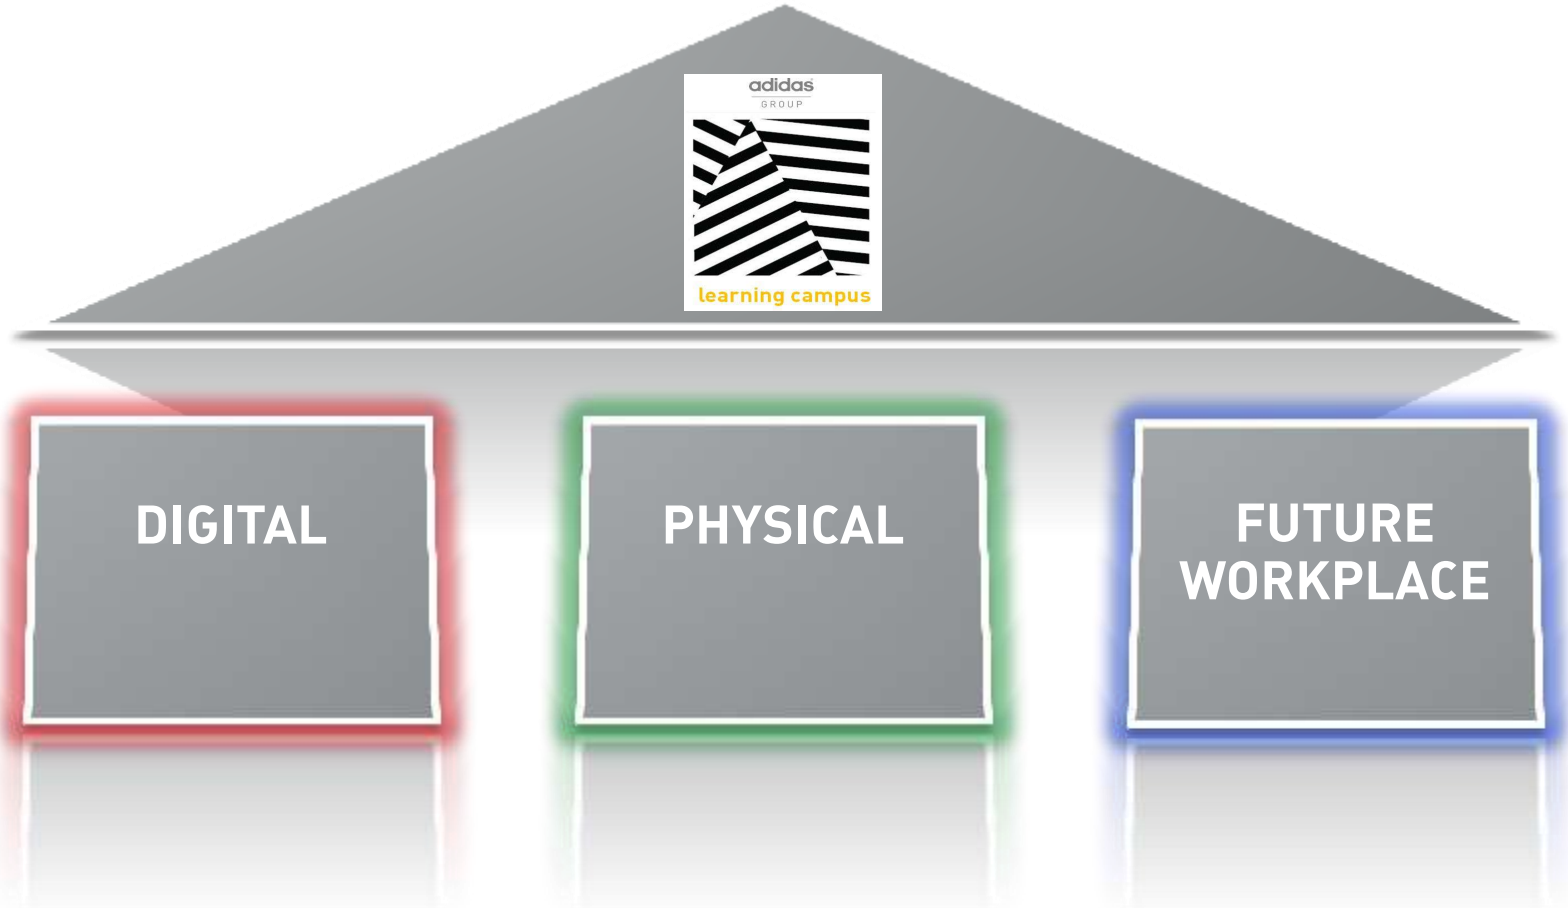 adidas
GROUP
learning campus
DIGITAL
PHYSICAL
FUTURE
WORKPLACE